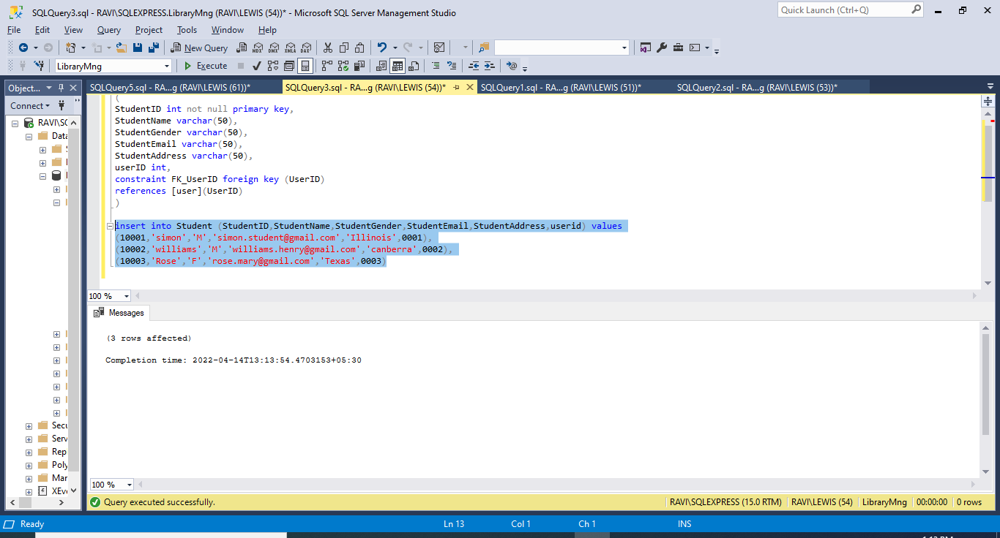 SQLQuery3.sql - RAVI\SQLEXPRESS.LibraryMng (RAVI\LEWIS (54))* - Microsoft SQL Server Management Studio
Quick Launch (Ctrl+Q)
File Edit View Query Project Tools Window Help
New Query
MDX DMX XMLA DAX
LibraryMng
Execute
Object...
SQLQuery5.sql - RA...g (RAVI\LEWIS (61))*
SQLQuery3.sql - RA...g (RAVI\LEWIS (54))*
SQLQuery1.sql - RA...g (RAVI\LEWIS (51))*
SQLQuery2.sql - RA...g (RAVI\LEWIS (53))*
Connect
RAVI\SQ
Data
Secu
Serv
Rep
Poly
Mar
XEve
(
StudentID int not null primary key,
StudentName varchar(50),
StudentGender varchar(50),
StudentEmail varchar(50),
StudentAddress varchar(50),
userID int,
constraint FK_UserID foreign key (UserID)
references [user](UserID)
)
insert into Student (StudentID,StudentName,StudentGender,StudentEmail,StudentAddress,userid) values
(10001,'simon','M','simon.student@gmail.com','Illinois',0001),
(10002,'williams','M','williams.henry@gmail.com','canberra',0002),
(10003,'Rose','F','rose.mary@gmail.com','Texas',0003)
100 %
Messages
(3 rows affected)
Completion time: 2022-04-14T13:13:54.4703153+05:30
100 %
Query executed successfully.
RAVI\SQLEXPRESS (15.0 RTM) RAVI\LEWIS (54) LibraryMng 00:00:00 0 rows
Ready
Ln 13 Col 1 Ch 1 INS